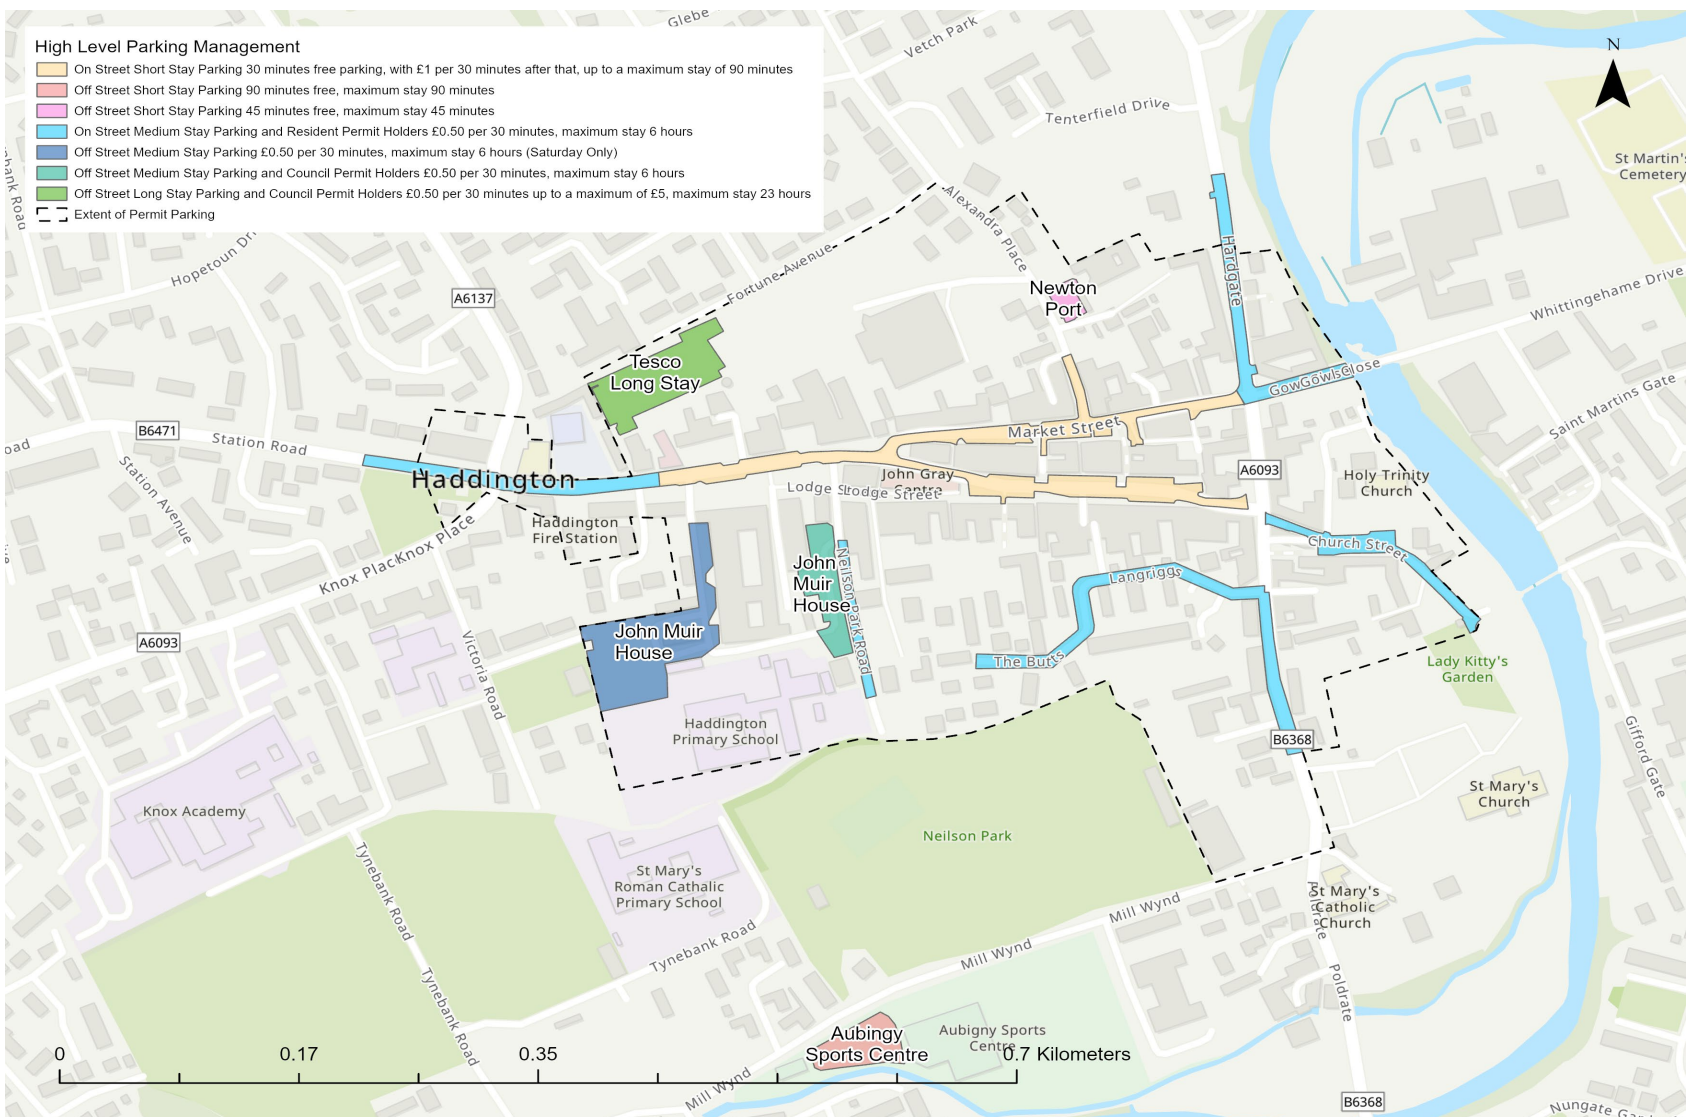 High Level Parking Management
On Street Short Stay Parking 30 minutes free parking, with £1 per 30 minutes after that, up to a maximum stay of 90 minutes
Off Street Short Stay Parking 90 minutes free, maximum stay 90 minutes
Off Street Short Stay Parking 45 minutes free, maximum stay 45 minutes
On Street Medium Stay Parking and Resident Permit Holders £0.50 per 30 minutes, maximum stay 6 hours
Off Street Medium Stay Parking £0.50 per 30 minutes, maximum stay 6 hours (Saturday Only)
Off Street Medium Stay Parking and Council Permit Holders £0.50 per 30 minutes, maximum stay 6 hours
Off Street Long Stay Parking and Council Permit Holders £0.50 per 30 minutes up to a maximum of £5, maximum stay 23 hours
Extent of Permit Parking
Glebe
Vetch Park
N
Tenterfield Drive
St Martin's
Cemetery
Hopetoun
Alexandra Place
Fortune Avenue
Hardgate
Whittingehame Drive
A6137
Newton
Port
Tesco
Long Stay
Close
Saint Martins Gate
B6471
Station Road
Market Street
Haddington
A6093
John Gray
Centre
Holy Trinity
Church
Lodge Street
Station Avenue
Haddington
Fire Station
Knox Place
Knox Place
Church Street
John
Muir
House
Neilson Park Road
Langriggs
John Muir
House
A6093
Victoria Road
The Butts
Lady Kitty's
Garden
Haddington
Primary School
B6368
Gifford Gate
Knox Academy
St Mary's
Church
Neilson Park
Tynebank Road
St Mary's
Roman Cathalic
Primary School
St Mary's
Catholic
Church
Mill Wynd
Poldrate
Tynebank Road
Mill Wynd
Tynebank Road
Poldrate
Aubingy
Sports Centre
Aubigny Sports
Centre
0
0.17
0.35
0.7 Kilometers
Mill Wynd
B6368